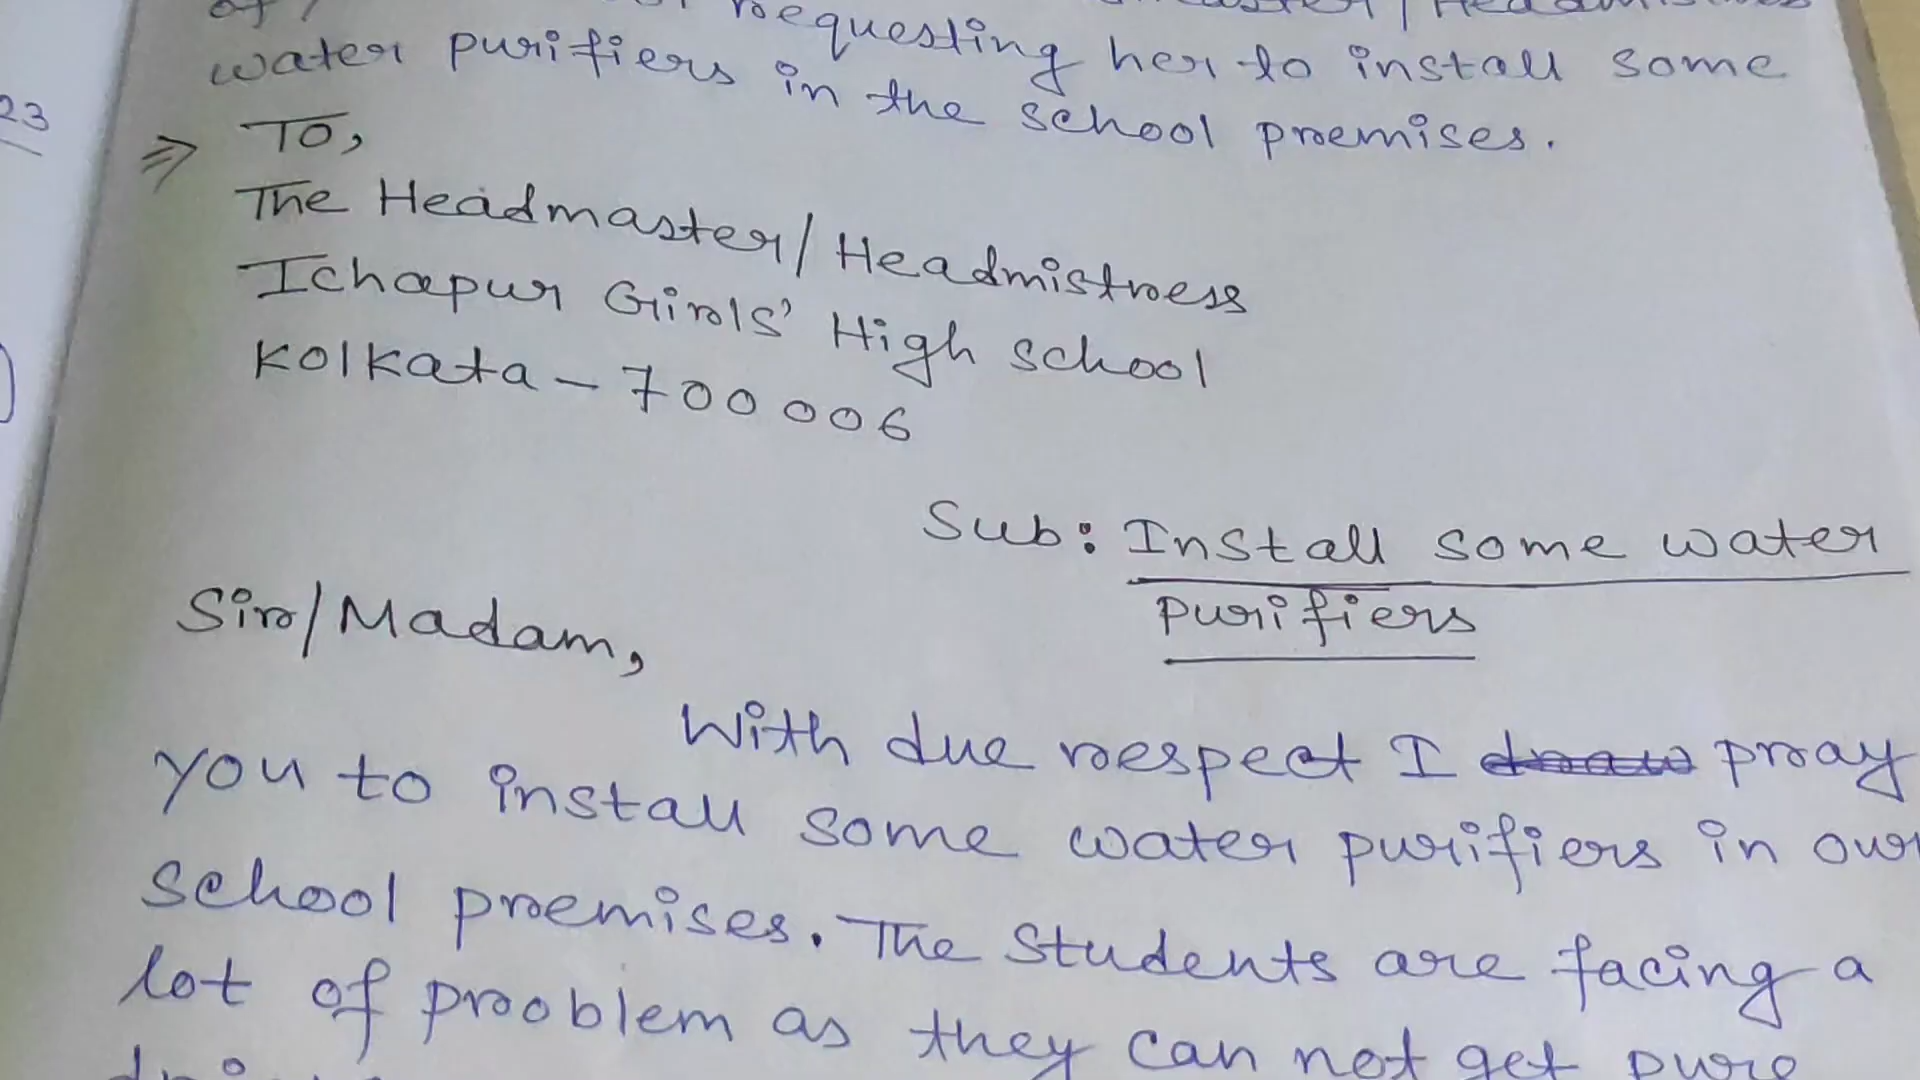 requesting her to install some
water purifiers in the school premises.
23
⇒ To,
The Headmaster/Headmistress
Ichapur Girls' High school
Kolkata - 700006
Sub: Install some water
purifiers
Sir/Madam,
With due respect I draw pray
you to install some water purifiers in our
school premises. The students are facing a
lot of problem as they can not get pure